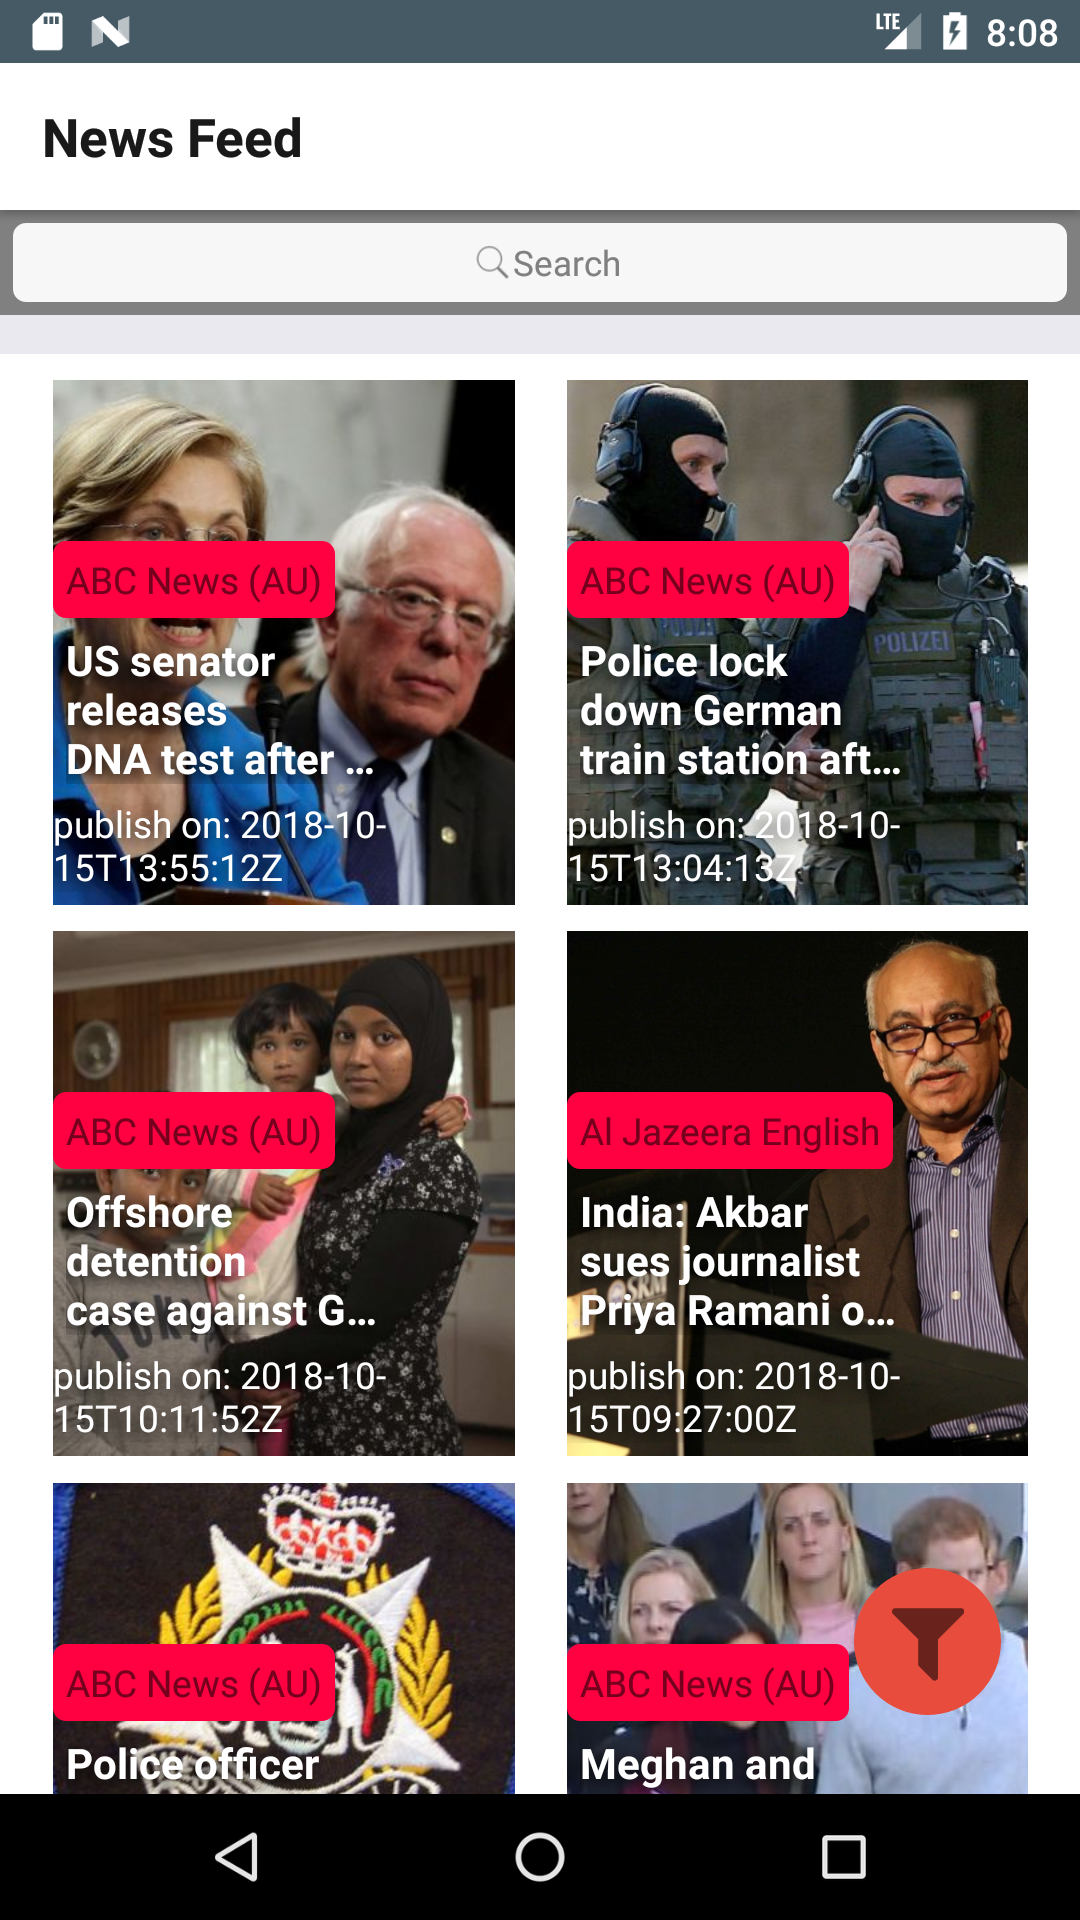 LTE 8:08
News Feed
Search
ABC News (AU)
US senator
releases
DNA test after ...
publish on: 2018-10-
15T13:55:12Z
POLIZEI
ABC News (AU)
Police lock
down German
train station aft...
publish on: 2018-10-
15T13:04:13Z
ABC News (AU)
Offshore
detention
case against G...
publish on: 2018-10-
15T10:11:52Z
Al Jazeera English
India: Akbar
sues journalist
Priya Ramani o...
publish on: 2018-10-
15T09:27:00Z
ABC News (AU)
Police officer
ABC News (AU)
Meghan and